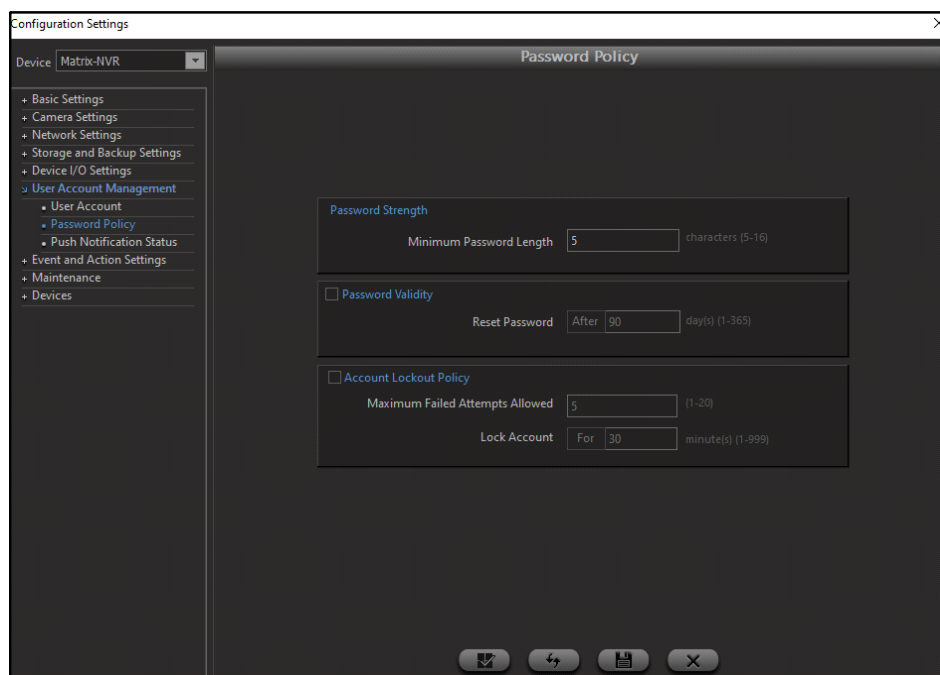 Configuration Settings
Device Matrix-NVR
Password Policy
+ Basic Settings
+ Camera Settings
+ Network Settings
+ Storage and Backup Settings
+ Device I/O Settings
User Account Management
• User Account
• Password Policy
• Push Notification Status
+ Event and Action Settings
+ Maintenance
+ Devices
Password Strength
Minimum Password Length 5 characters (5-16)
Password Validity
Reset Password After 90 day(s) (1-365)
Account Lockout Policy
Maximum Failed Attempts Allowed 5 (1-20)
Lock Account For 30 minute(s) (1-999)